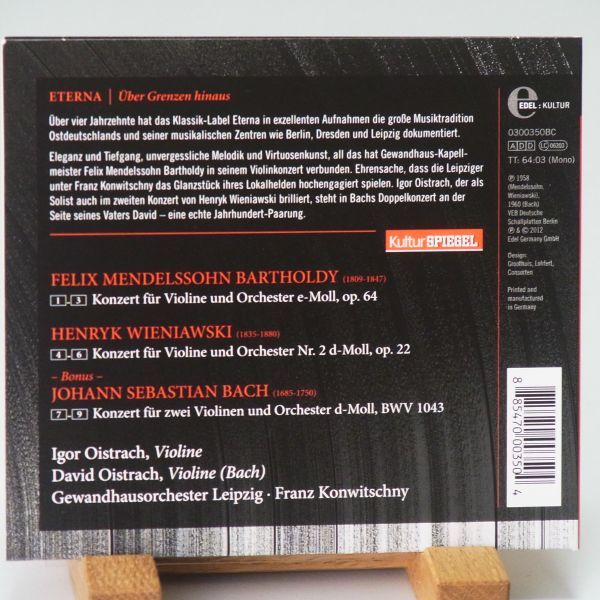 ETERNA | Über Grenzen hinaus
Über vier Jahrzehnte hat das Klassik-Label Eterna in exzellenten Aufnahmen die große Musiktradition
Ostdeutschlands und seiner musikalischen Zentren wie Berlin, Dresden und Leipzig dokumentiert.
Eleganz und Tiefgang, unvergessliche Melodik und Virtuosenkunst, all das hat Gewandhaus-Kapell-
meister Felix Mendelssohn Bartholdy in seinem Violinkonzert verbunden. Ehrensache, dass die Leipziger
unter Franz Konwitschny das Glanzstück ihres Lokalhelden hochengagiert spielen. Igor Oistrach, der als
Solist auch im zweiten Konzert von Henryk Wieniawski brilliert, steht in Bachs Doppelkonzert an der
Seite seines Vaters David – eine echte Jahrhundert-Paarung.
KulturSPIEGEL
FELIX MENDELSSOHN BARTHOLDY (1809-1847)
1-3 Konzert für Violine und Orchester e-Moll, op. 64
HENRYK WIENIAWSKI (1835-1880)
4-6 Konzert für Violine und Orchester Nr. 2 d-Moll, op. 22
– Bonus –
JOHANN SEBASTIAN BACH (1685-1750)
7-9 Konzert für zwei Violinen und Orchester d-Moll, BWV 1043
Igor Oistrach, Violine
David Oistrach, Violine (Bach)
Gewandhausorchester Leipzig · Franz Konwitschny
e
EDEL:KULTUR
0300350BC
ADD LC 06203
TT: 64:03 (Mono)
℗ 1958
(Mendelssohn,
Wieniawski),
1960 (Bach)
VEB Deutsche
Schallplatten Berlin
℗ & © 2012
Edel Germany GmbH
Design:
Groothuis, Lohfert,
Consorten
Printed and
manufactured
in Germany
8 85470 00350 4